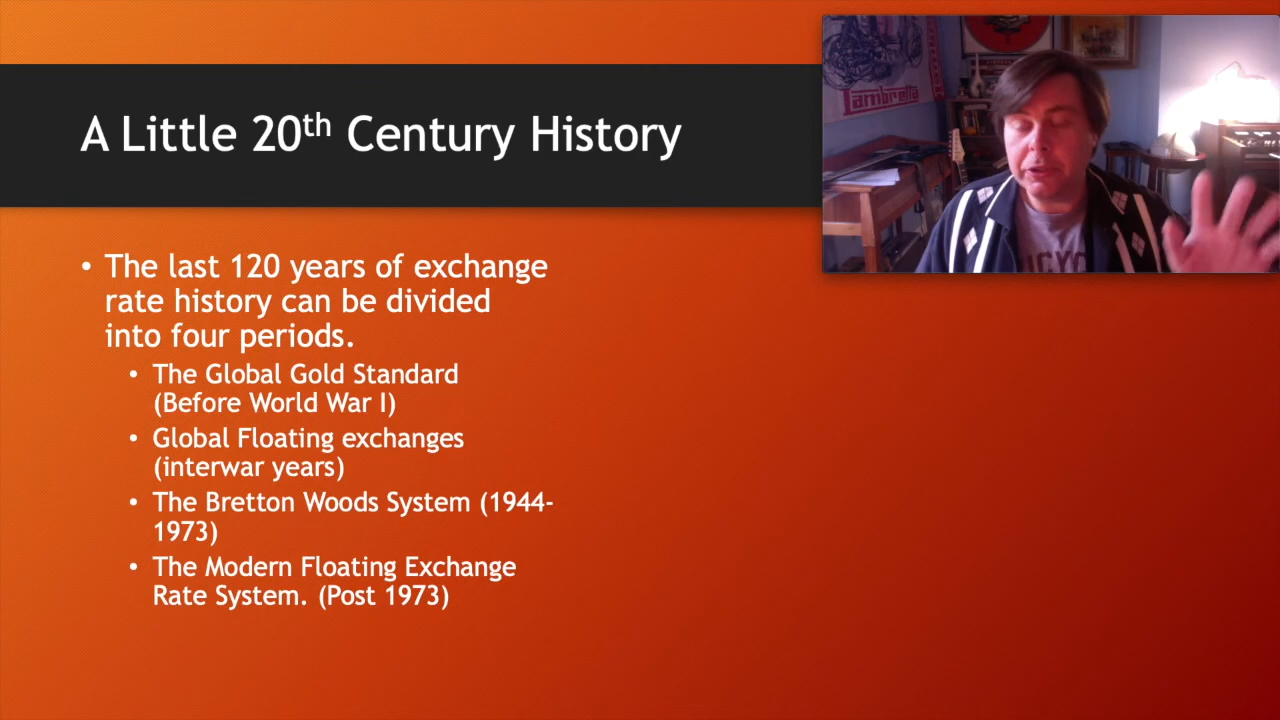 A Little 20th Century History
Lambretta
• The last 120 years of exchange
rate history can be divided
into four periods.
• The Global Gold Standard
(Before World War I)
• Global Floating exchanges
(interwar years)
• The Bretton Woods System (1944-
1973)
• The Modern Floating Exchange
Rate System. (Post 1973)